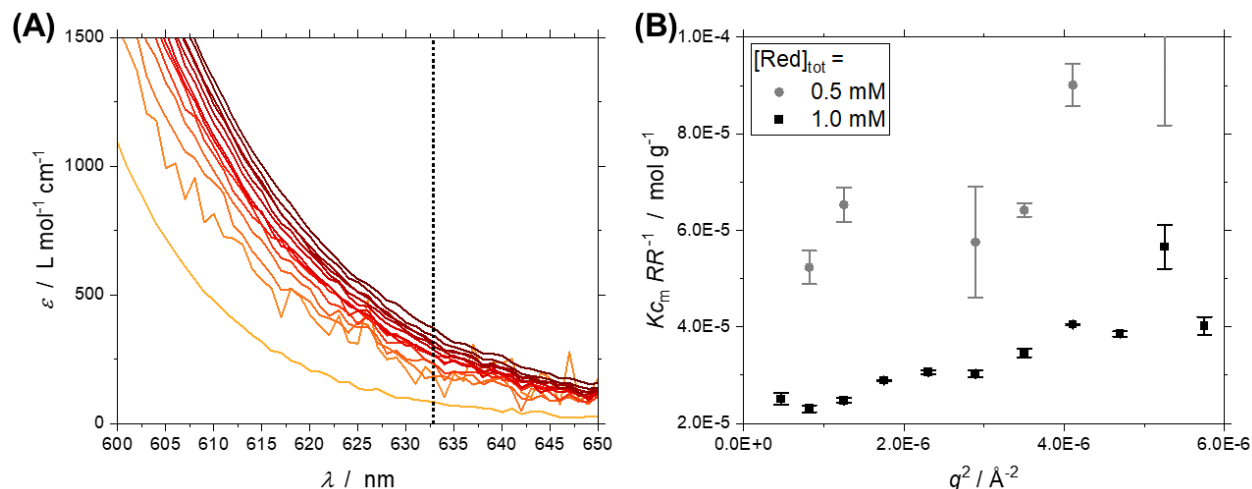 (A)
1500
1000
500
0
600 605 610 615 620 625 630 635 640 645 650
ε / L mol⁻¹ cm⁻¹
λ / nm
(B)
1.0E-4
8.0E-5
6.0E-5
4.0E-5
2.0E-5
0.0E+0 2.0E-6 4.0E-6 6.0E-6
Kcₘ RR⁻¹ / mol g⁻¹
q² / Å⁻²
[Red]tot =
0.5 mM
1.0 mM